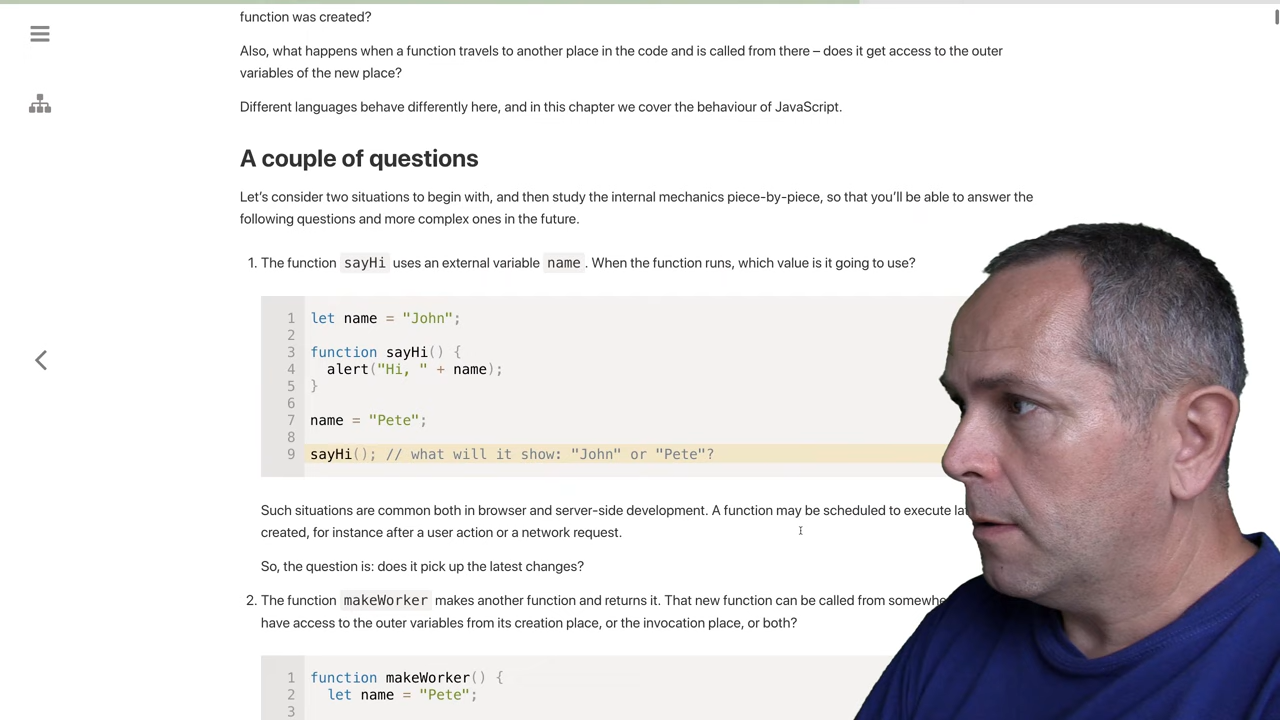 function was created?
Also, what happens when a function travels to another place in the code and is called from there – does it get access to the outer
variables of the new place?
Different languages behave differently here, and in this chapter we cover the behaviour of JavaScript.
A couple of questions
Let's consider two situations to begin with, and then study the internal mechanics piece-by-piece, so that you'll be able to answer the
following questions and more complex ones in the future.
1. The function sayHi uses an external variable name. When the function runs, which value is it going to use?
1 let name = "John";
2
3 function sayHi() {
4 alert("Hi, " + name);
5 }
6
7 name = "Pete";
8
9 sayHi(); // what will it show: "John" or "Pete"?
Such situations are common both in browser and server-side development. A function may be scheduled to execute
created, for instance after a user action or a network request.
So, the question is: does it pick up the latest changes?
2. The function makeWorker makes another function and returns it. That new function can be called from
have access to the outer variables from its creation place, or the invocation place, or both?
1 function makeWorker() {
2 let name = "Pete";
3